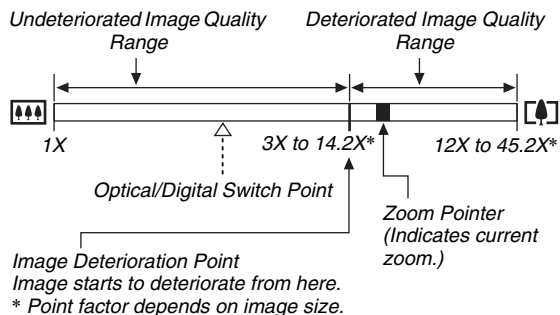 Undeteriorated Image Quality
Range
Deteriorated Image Quality
Range
1X
3X to 14.2X*
12X to 45.2X*
Optical/Digital Switch Point
Zoom Pointer
(Indicates current
zoom.)
Image Deterioration Point
Image starts to deteriorate from here.
* Point factor depends on image size.